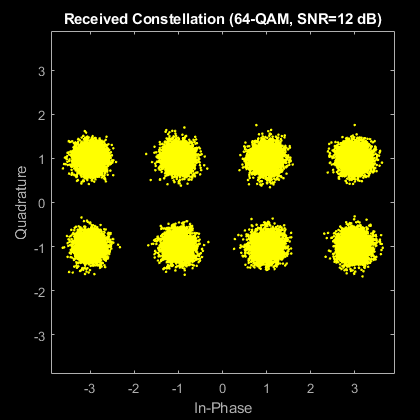 Received Constellation (64-QAM, SNR=12 dB)
3
2
1
0
-1
-2
-3
Quadrature
-3 -2 -1 0 1 2 3
In-Phase